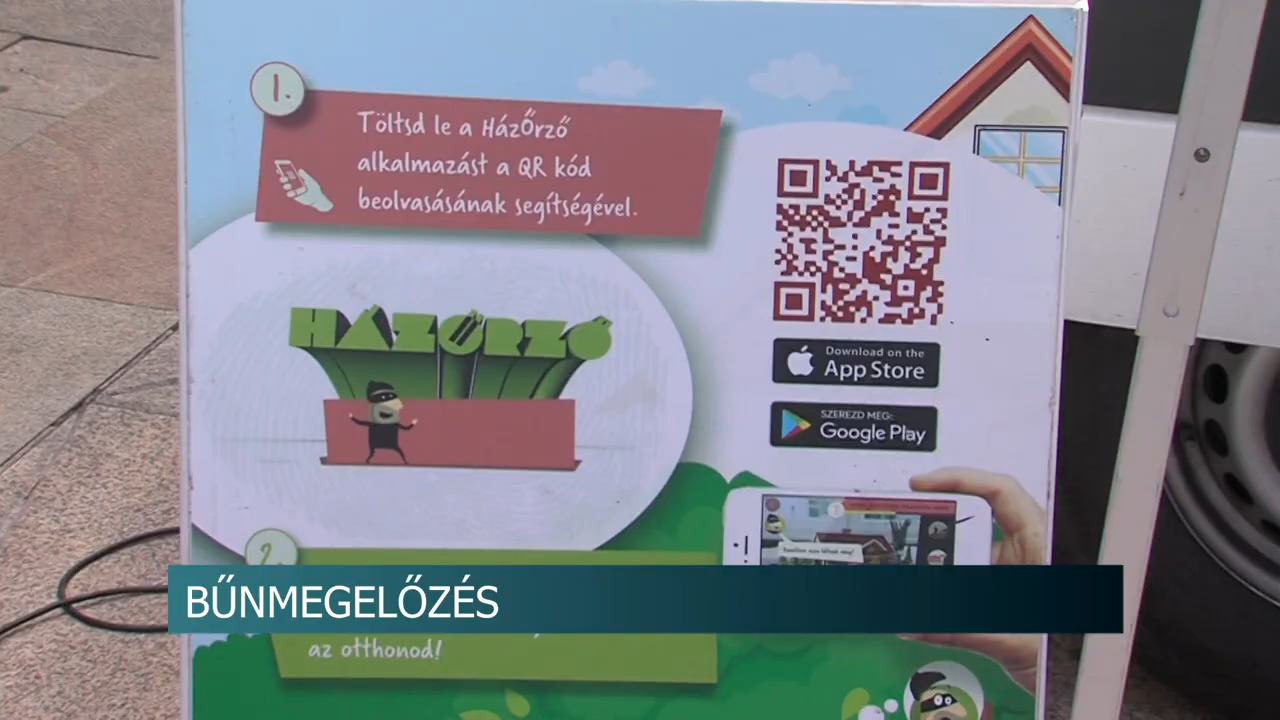 1.
Töltsd le a HázŐrző
alkalmazást a QR kód
beolvasásának segítségével.
HÁZŐRZŐ
Download on the
App Store
SZEREZD MEG:
Google Play
2.
BŰNMEGELŐZÉS
az otthonod!